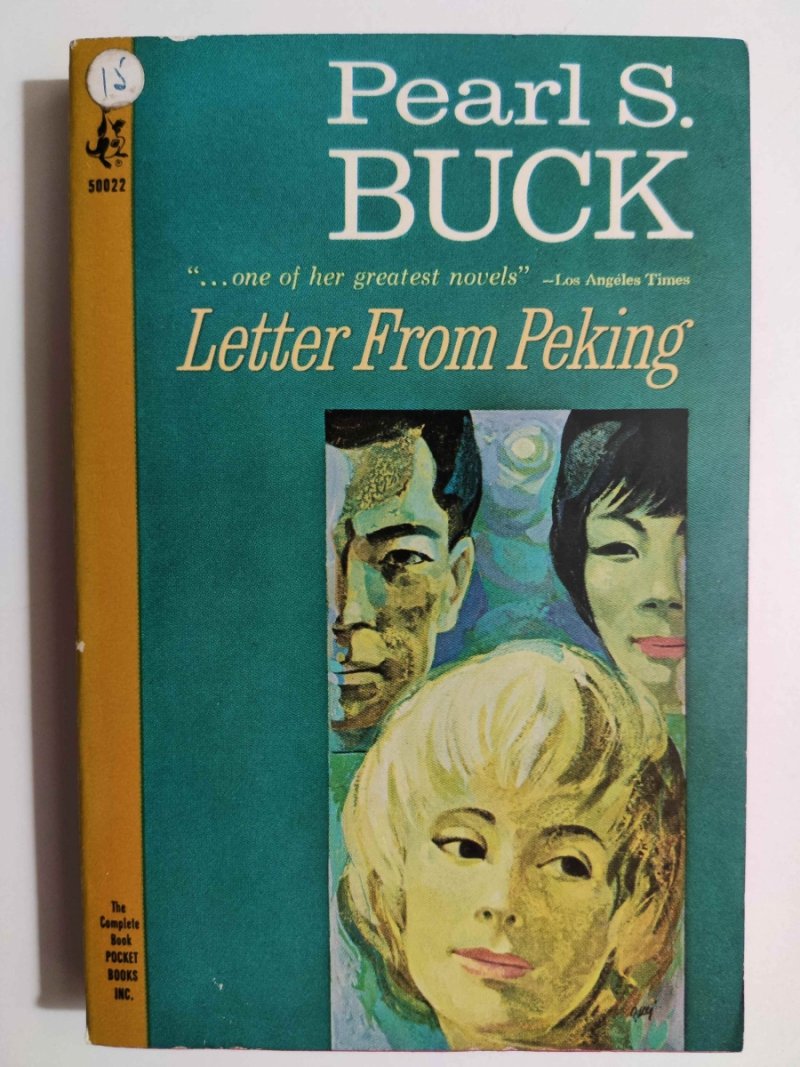 15
50022
Pearl S.
BUCK
“...one of her greatest novels” —Los Angeles Times
Letter From Peking
The
Complete
Book
POCKET
BOOKS
INC.